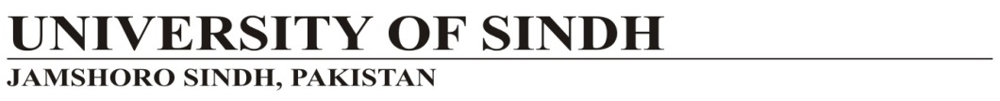 UNIVERSITY OF SINDH
JAMSHORO SINDH, PAKISTAN